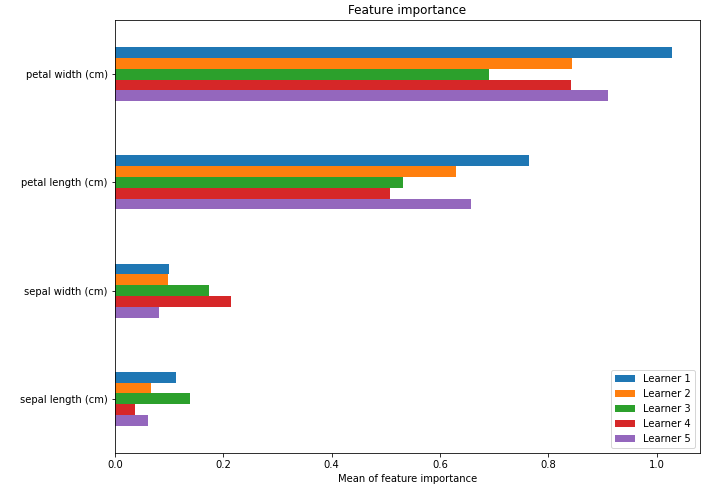 Feature importance
petal width (cm)
petal length (cm)
sepal width (cm)
sepal length (cm)
Learner 1
Learner 2
Learner 3
Learner 4
Learner 5
0.0 0.2 0.4 0.6 0.8 1.0
Mean of feature importance